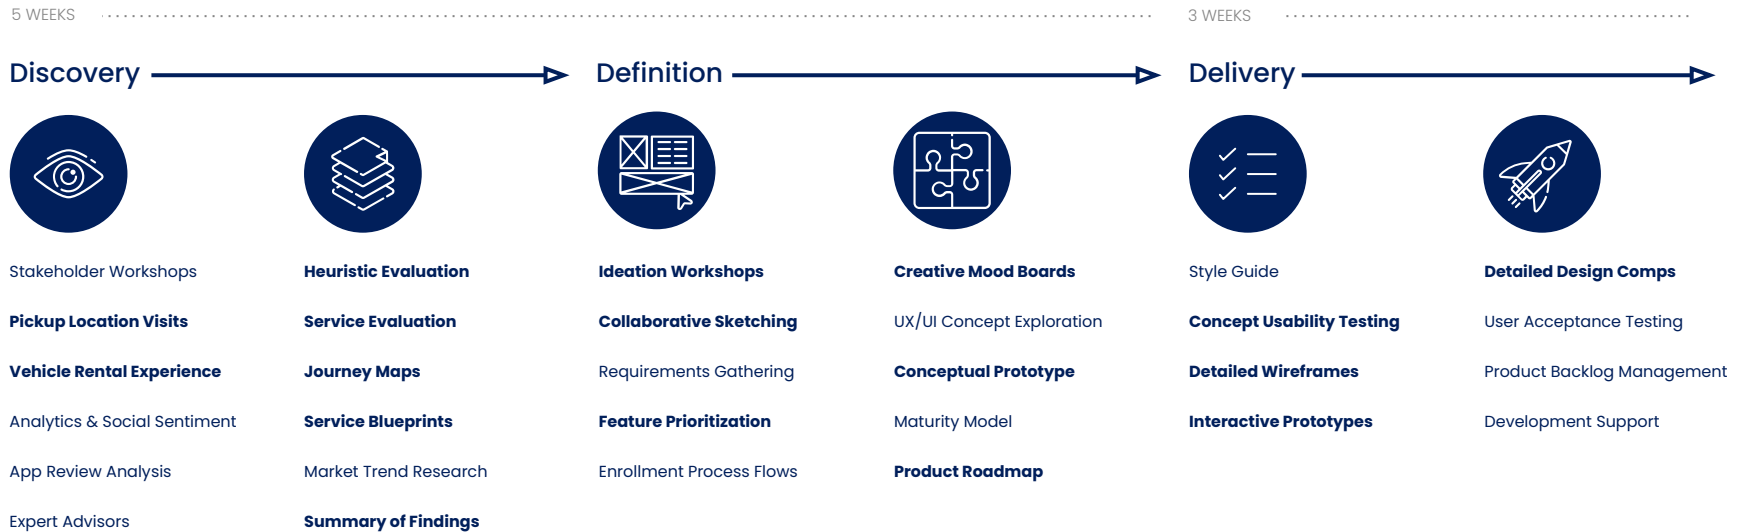 5 WEEKS
3 WEEKS
Discovery
Definition
Delivery
Stakeholder Workshops
Pickup Location Visits
Vehicle Rental Experience
Analytics & Social Sentiment
App Review Analysis
Expert Advisors
Heuristic Evaluation
Service Evaluation
Journey Maps
Service Blueprints
Market Trend Research
Summary of Findings
Ideation Workshops
Collaborative Sketching
Requirements Gathering
Feature Prioritization
Enrollment Process Flows
Creative Mood Boards
UX/UI Concept Exploration
Conceptual Prototype
Maturity Model
Product Roadmap
Style Guide
Concept Usability Testing
Detailed Wireframes
Interactive Prototypes
Detailed Design Comps
User Acceptance Testing
Product Backlog Management
Development Support